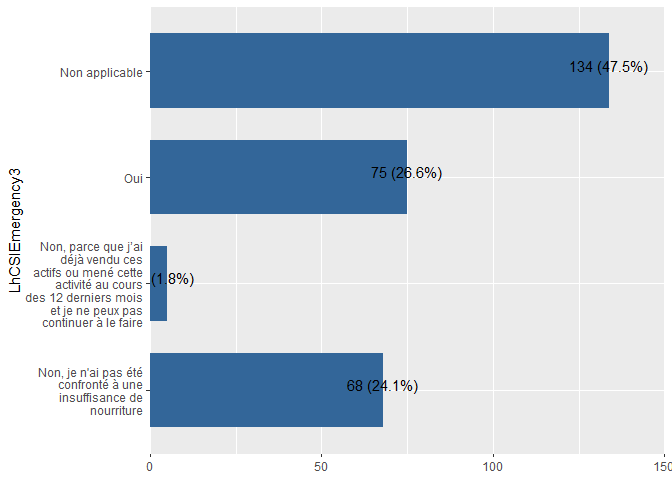 LhCSIEmergency3
Non applicable
134 (47.5%)
Oui
75 (26.6%)
Non, parce que j'ai
déjà vendu ces
actifs ou mené cette
activité au cours
des 12 derniers mois
et je ne peux pas
continuer à le faire
(1.8%)
Non, je n'ai pas été
confronté à une
insuffisance de
nourriture
68 (24.1%)
0
50
100
150